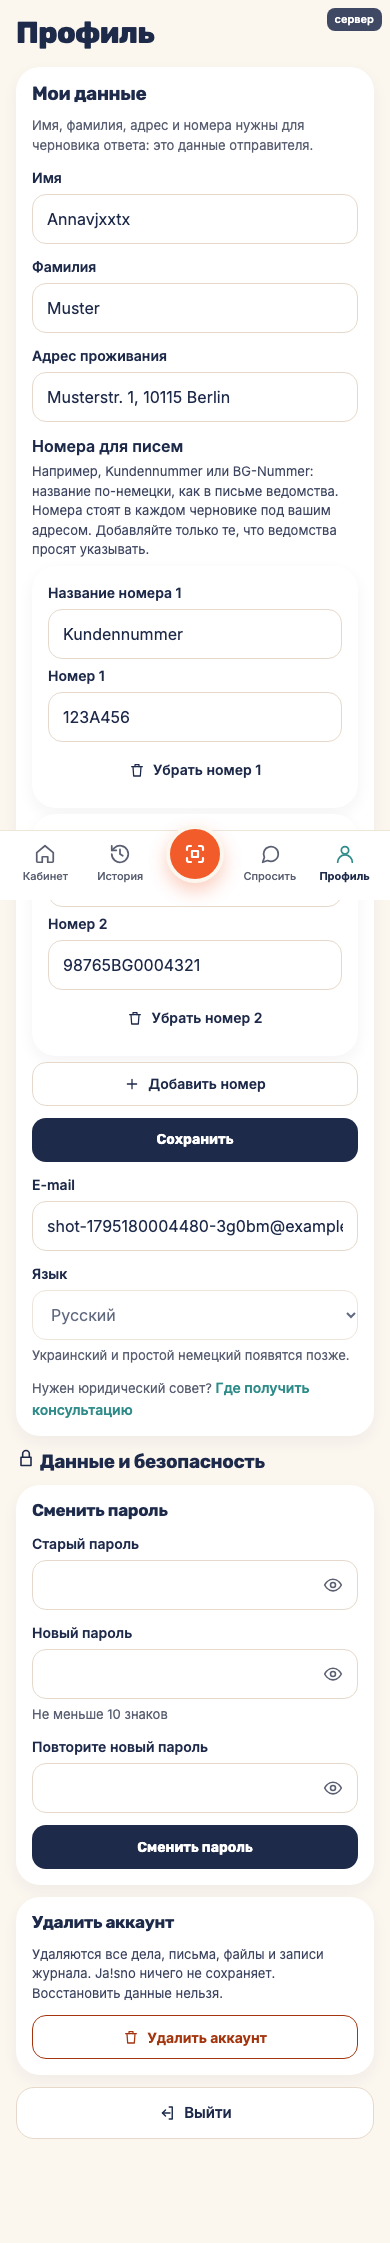 Профиль
сервер
Мои данные
Имя, фамилия, адрес и номера нужны для
черновика ответа: это данные отправителя.
Имя
Annavjxxtx
Фамилия
Muster
Адрес проживания
Musterstr. 1, 10115 Berlin
Номера для писем
Например, Kundennummer или BG-Nummer:
название по-немецки, как в письме ведомства.
Номера стоят в каждом черновике под вашим
адресом. Добавляйте только те, что ведомства
просят указывать.
Название номера 1
Kundennummer
Номер 1
123A456
Убрать номер 1
Кабинет
История
Спросить
Профиль
Номер 2
98765BG0004321
Убрать номер 2
Добавить номер
Сохранить
E-mail
shot-1795180004480-3g0bm@example
Язык
Русский
Украинский и простой немецкий появятся позже.
Нужен юридический совет? Где получить
консультацию
Данные и безопасность
Сменить пароль
Старый пароль
Новый пароль
Не меньше 10 знаков
Повторите новый пароль
Сменить пароль
Удалить аккаунт
Удаляются все дела, письма, файлы и записи
журнала. Ja!sno ничего не сохраняет.
Восстановить данные нельзя.
Удалить аккаунт
Выйти